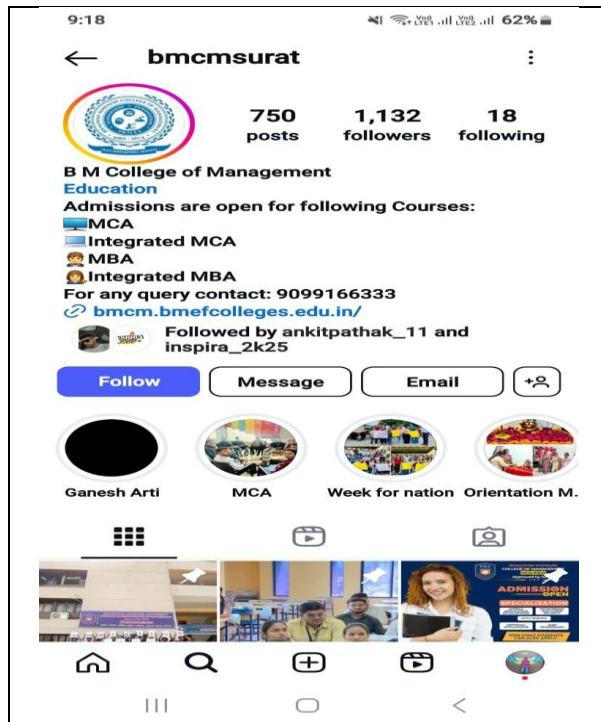 9:18 62%
bmcmsurat
750 1,132 18
posts followers following
B M College of Management
Education
Admissions are open for following Courses:
MCA
Integrated MCA
MBA
Integrated MBA
For any query contact: 9099166333
bmcm.bmefcolleges.edu.in/
Followed by ankitpathak_11 and
inspira_2k25
Follow Message Email
Ganesh Arti MCA Week for nation Orientation M.
ADMISSION
OPEN
SPECIALIZATION